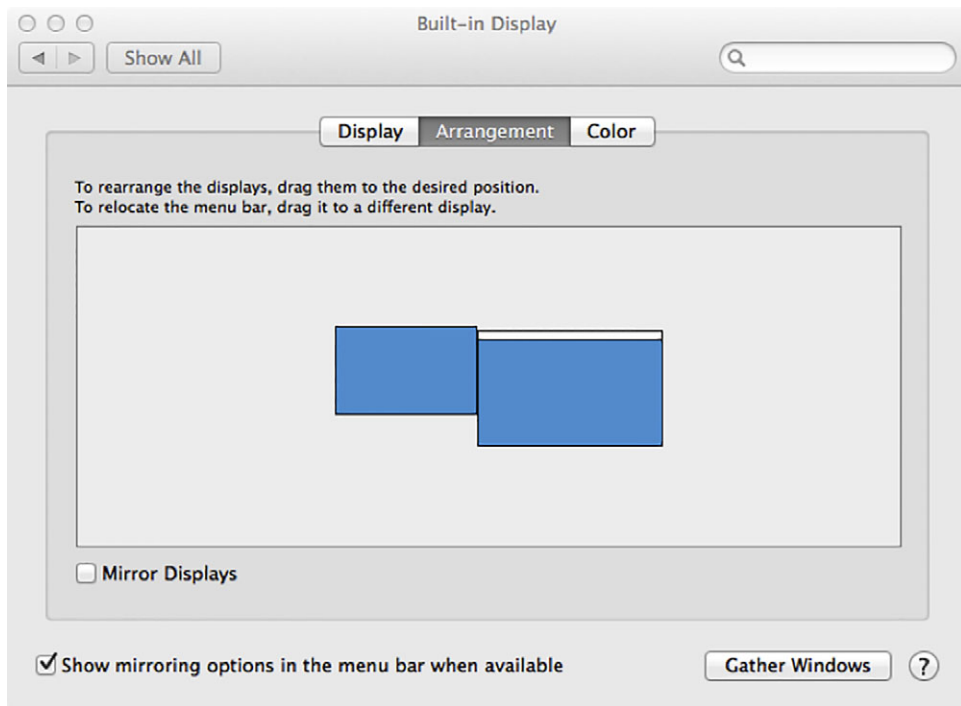 Built-in Display
Show All
Display Arrangement Color
To rearrange the displays, drag them to the desired position.
To relocate the menu bar, drag it to a different display.
Mirror Displays
Show mirroring options in the menu bar when available
Gather Windows
?